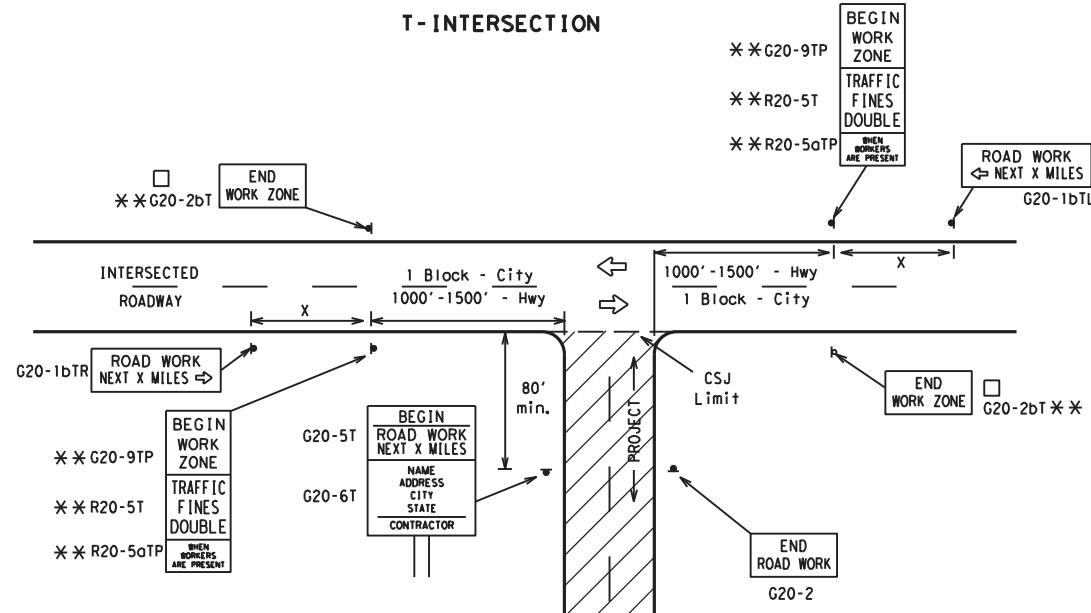 T-INTERSECTION
BEGIN
WORK
ZONE
**G20-9TP
TRAFFIC
FINES
DOUBLE
**R20-5T
WHEN
WORKERS
ARE PRESENT
**R20-5aTP
ROAD WORK
⇦ NEXT X MILES
G20-1bTL
END
WORK ZONE
□
**G20-2bT
INTERSECTED
ROADWAY
1 Block - City
1000'-1500' - Hwy
X
1000'-1500' - Hwy
1 Block - City
X
G20-1bTR
ROAD WORK
NEXT X MILES ⇨
80'
min.
CSJ
Limit
PROJECT
END
WORK ZONE
□
G20-2bT **
BEGIN
WORK
ZONE
**G20-9TP
TRAFFIC
FINES
DOUBLE
**R20-5T
WHEN
WORKERS
ARE PRESENT
**R20-5aTP
G20-5T
BEGIN
ROAD WORK
NEXT X MILES
G20-6T
NAME
ADDRESS
CITY
STATE
CONTRACTOR
END
ROAD WORK
G20-2